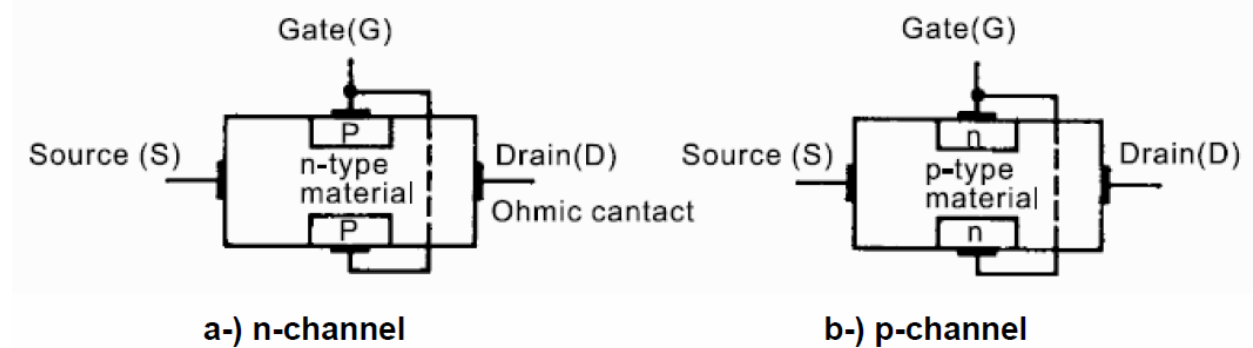 Gate(G)
P
Source (S)
n-type
material
Drain(D)
Ohmic cantact
P
a-) n-channel
Gate(G)
n
Source (S)
p-type
material
Drain(D)
n
b-) p-channel